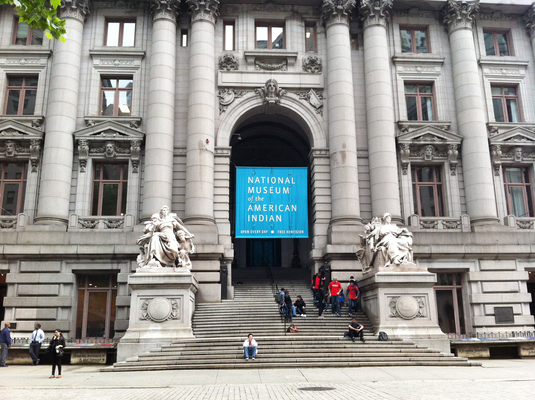 NATIONAL
MUSEUM
of the
AMERICAN
INDIAN
OPEN EVERY DAY FREE ADMISSION